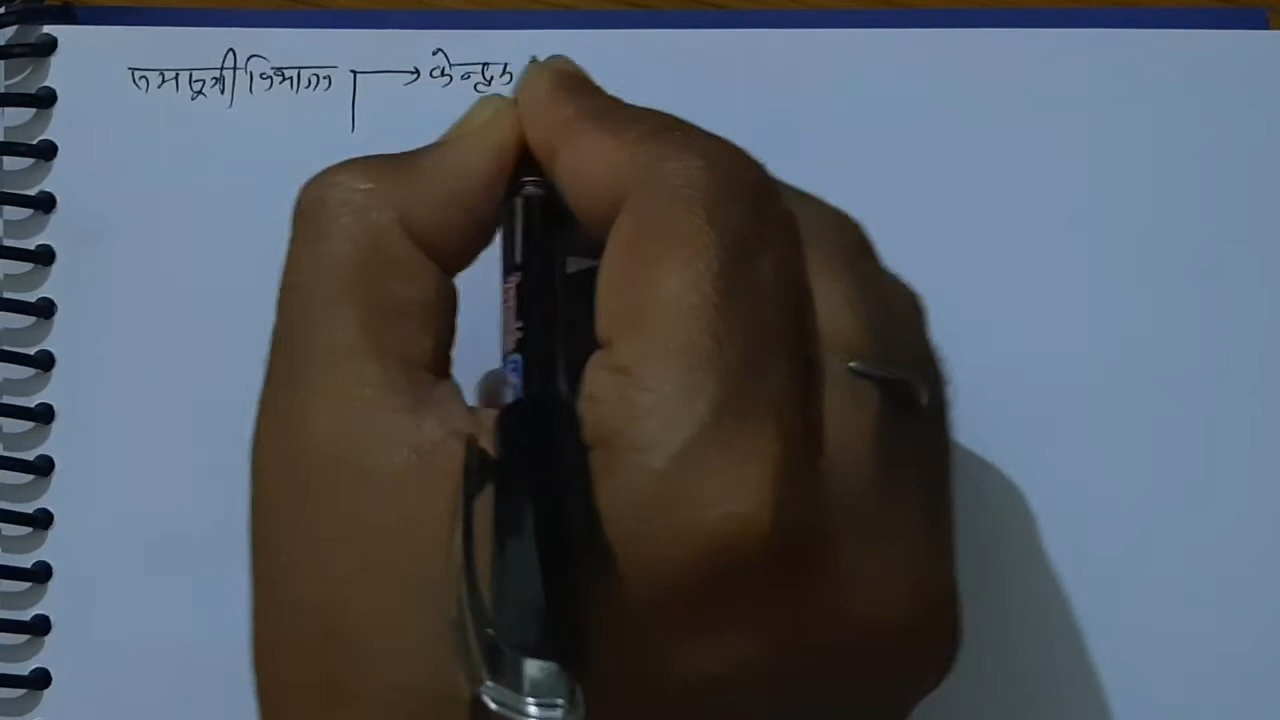 समसूत्री विभाजन → केन्द्रक